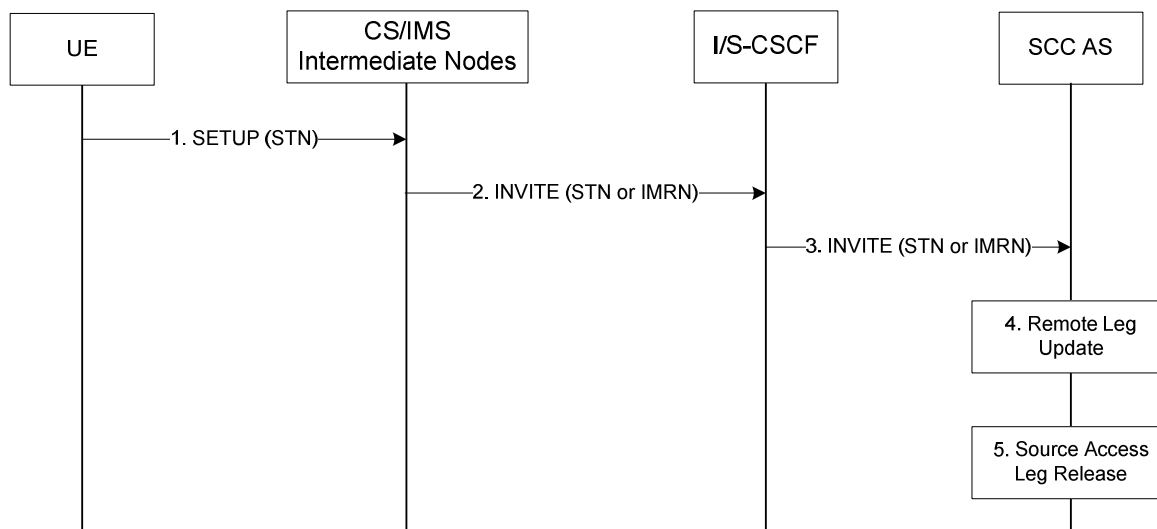 UE
CS/IMS
Intermediate Nodes
I/S-CSCF
SCC AS
1. SETUP (STN)
2. INVITE (STN or IMRN)
3. INVITE (STN or IMRN)
4. Remote Leg
Update
5. Source Access
Leg Release